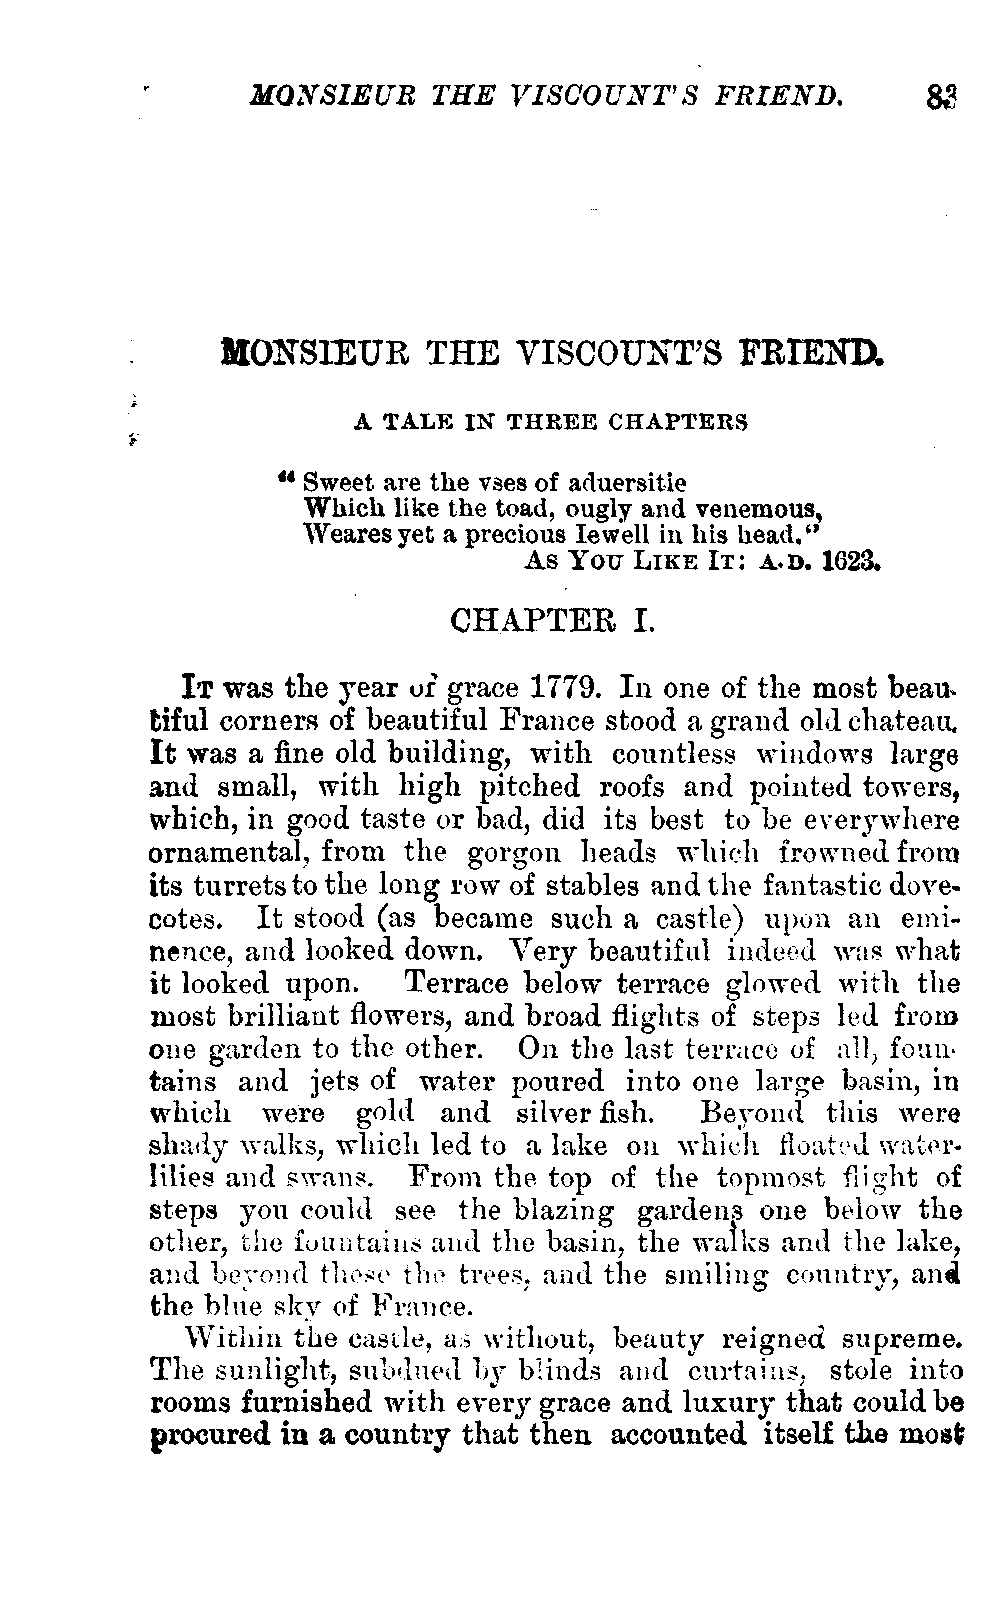 MONSIEUR THE VISCOUNT'S FRIEND. 83
MONSIEUR THE VISCOUNT'S FRIEND.
A TALE IN THREE CHAPTERS
"Sweet are the vses of aduersitie
Which like the toad, ougly and venemous,
Weares yet a precious Iewell in his head."
AS YOU LIKE IT: A.D. 1623.
CHAPTER I.
IT was the year of grace 1779. In one of the most beau-
tiful corners of beautiful France stood a grand old chateau.
It was a fine old building, with countless windows large
and small, with high pitched roofs and pointed towers,
which, in good taste or bad, did its best to be everywhere
ornamental, from the gorgon heads which frowned from
its turrets to the long row of stables and the fantastic dove-
cotes. It stood (as became such a castle) upon an emi-
nence, and looked down. Very beautiful indeed was what
it looked upon. Terrace below terrace glowed with the
most brilliant flowers, and broad flights of steps led from
one garden to the other. On the last terrace of all, foun-
tains and jets of water poured into one large basin, in
which were gold and silver fish. Beyond this were
shady walks, which led to a lake on which floated water-
lilies and swans. From the top of the topmost flight of
steps you could see the blazing gardens one below the
other, the fountains and the basin, the walks and the lake,
and beyond these the trees, and the smiling country, and
the blue sky of France.
Within the castle, as without, beauty reigned supreme.
The sunlight, subdued by blinds and curtains, stole into
rooms furnished with every grace and luxury that could be
procured in a country that then accounted itself the most